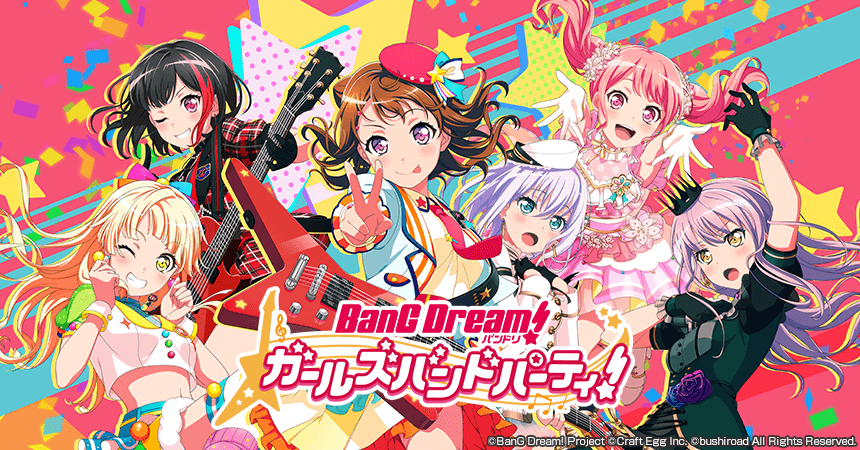 BanG Dream!
バンドリ
ガールズバンドパーティ!
©BanG Dream! Project ©Craft Egg Inc. ©bushiroad All Rights Reserved.